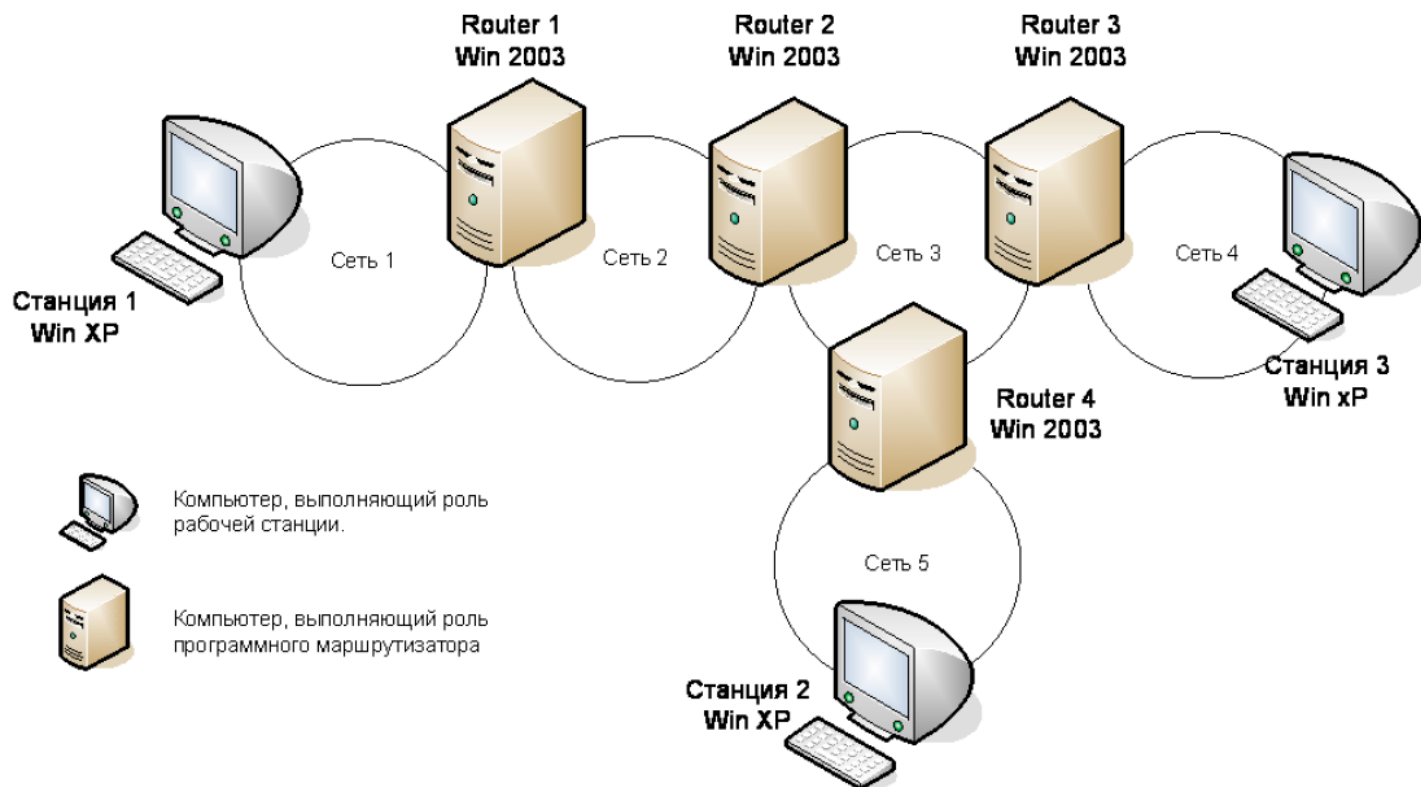 Router 1
Win 2003
Router 2
Win 2003
Router 3
Win 2003
Сеть 1
Сеть 2
Сеть 3
Сеть 4
Станция 1
Win XP
Станция 3
Win xP
Router 4
Win 2003
Компьютер, выполняющий роль
рабочей станции.
Сеть 5
Компьютер, выполняющий роль
программного маршрутизатора
Станция 2
Win XP